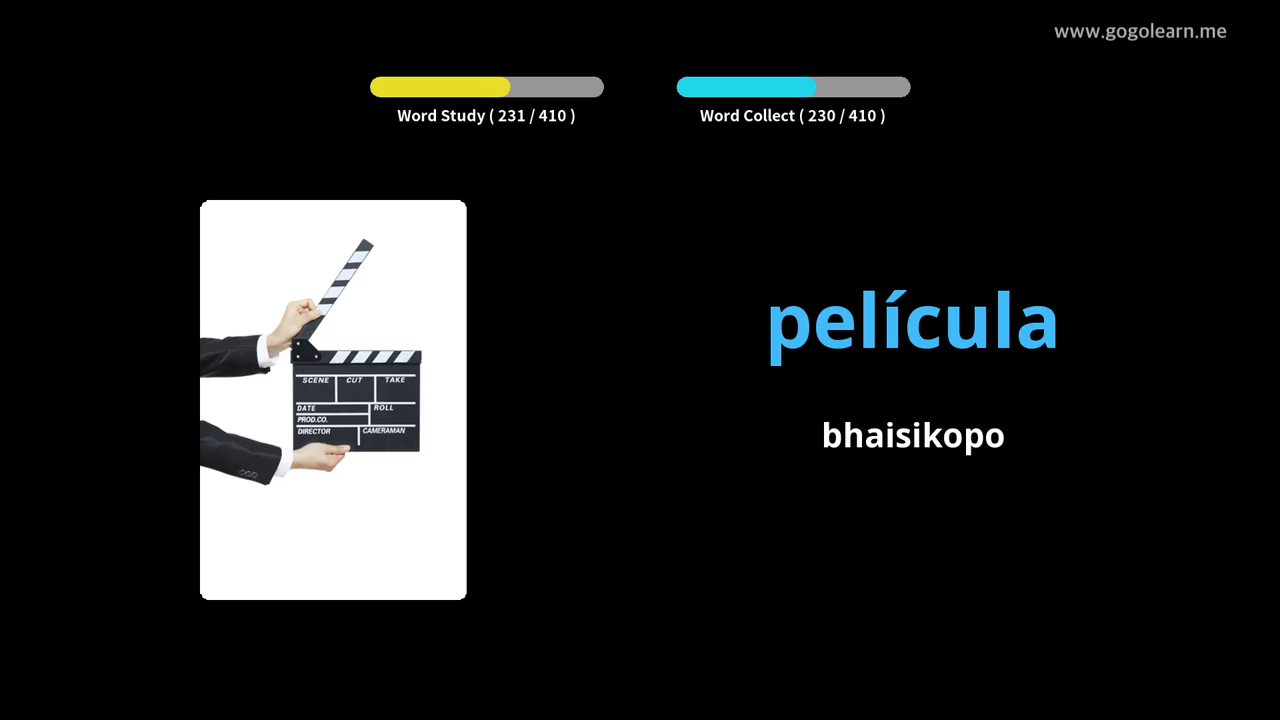 www.gogolearn.me
Word Study ( 231 / 410 )
Word Collect ( 230 / 410 )
película
bhaisikopo
SCENE CUT TAKE
DATE ROLL
PROD.CO.
DIRECTOR CAMERAMAN